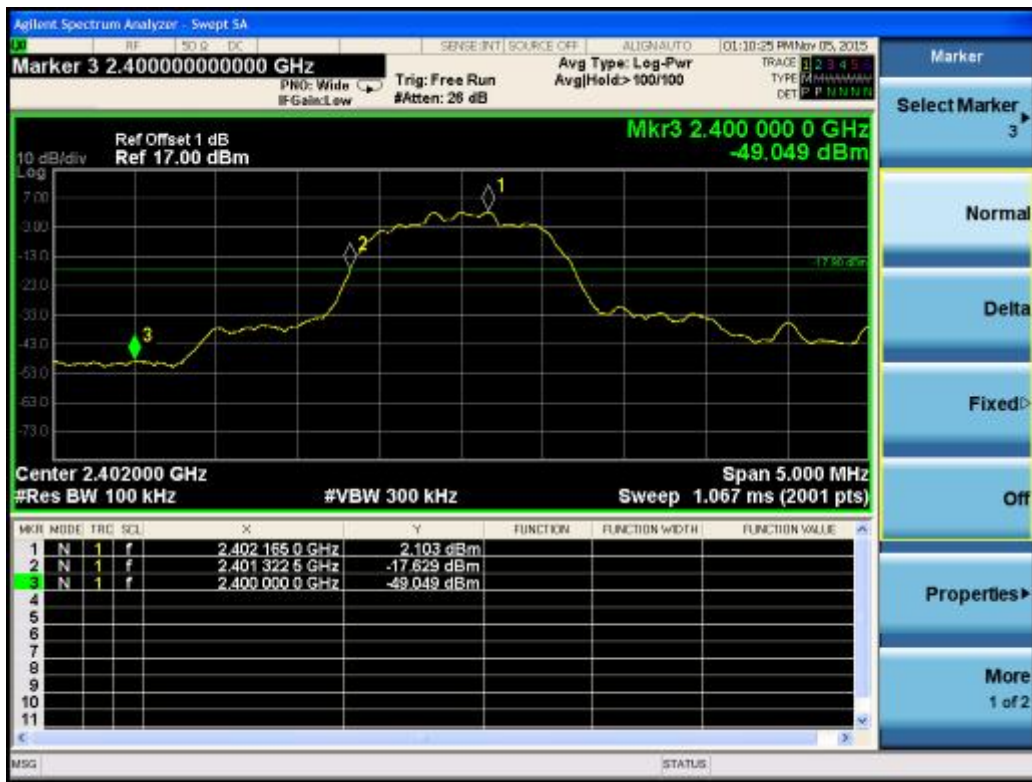 Agilent Spectrum Analyzer - Swept SA
RF 50 Ω DC SENSE:INT SOURCE OFF ALIGNAUTO 01:10:25 PM Nov 05, 2015
Marker 3 2.400000000000 GHz
PNO: Wide
IFGain:Low
Trig: Free Run
#Atten: 26 dB
Avg Type: Log-Pwr
Avg|Hold:> 100/100
TRACE 1 2 3 4 5 6
TYPE
DET P P N N N N
Mkr3 2.400 000 0 GHz
-49.049 dBm
Ref Offset 1 dB
10 dB/div Ref 17.00 dBm
Log
7.00
3.00
-13.0
-23.0
-33.0
-43.0
-53.0
-63.0
-73.0
1
2
3
-17.90 dBm
Center 2.402000 GHz Span 5.000 MHz
#Res BW 100 kHz #VBW 300 kHz Sweep 1.067 ms (2001 pts)
MKR MODE TRC SCL X Y FUNCTION FUNCTION WIDTH FUNCTION VALUE
1 N 1 f 2.402 165 0 GHz 2.103 dBm
2 N 1 f 2.401 322 5 GHz -17.629 dBm
3 N 1 f 2.400 000 0 GHz -49.049 dBm
4
5
6
7
8
9
10
11
MSG STATUS
Marker
Select Marker
3
Normal
Delta
Fixed
Off
Properties
More
1 of 2